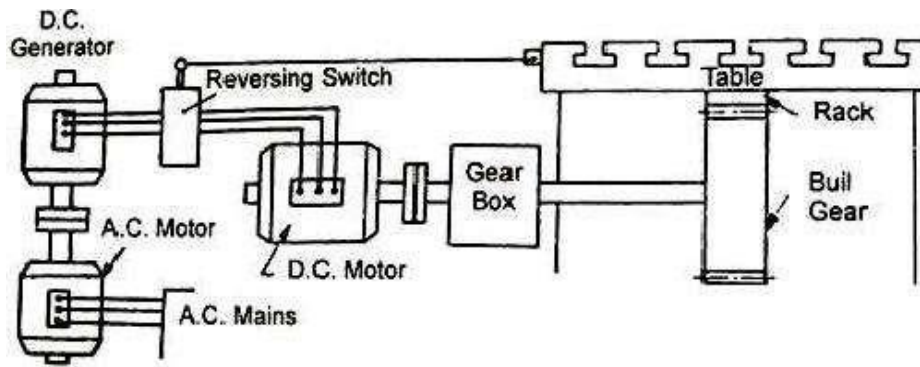 D.C.
Generator
Reversing Switch
Table
Rack
Gear
Box
Buil
Gear
A.C. Motor
D.C. Motor
A.C. Mains